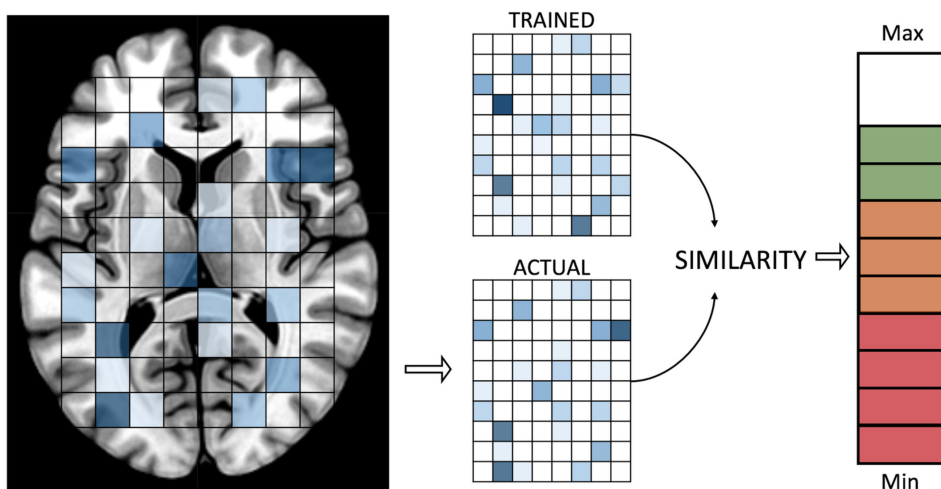 TRAINED
Max
ACTUAL
SIMILARITY
Min